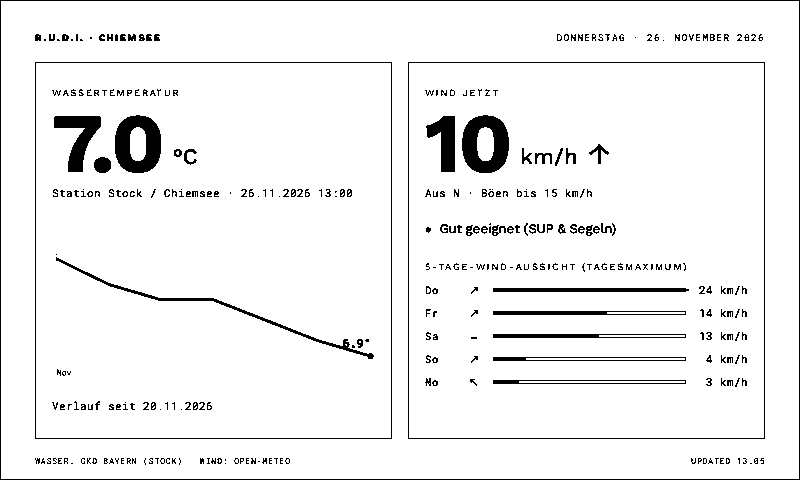 R.U.D.I. · CHIEMSEE
DONNERSTAG · 26. NOVEMBER 2026
WASSERTEMPERATUR
7.0 °C
Station Stock / Chiemsee · 26.11.2026 13:00
6.9°
Nov
Verlauf seit 20.11.2026
WIND JETZT
10 km/h ↑
Aus N · Böen bis 15 km/h
• Gut geeignet (SUP & Segeln)
5-TAGE-WIND-AUSSICHT (TAGESMAXIMUM)
Do ↗ 24 km/h
Fr ↗ 14 km/h
Sa – 13 km/h
So ↗ 4 km/h
Mo ↖ 3 km/h
WASSER: GKD BAYERN (STOCK) WIND: OPEN-METEO
UPDATED 13:05